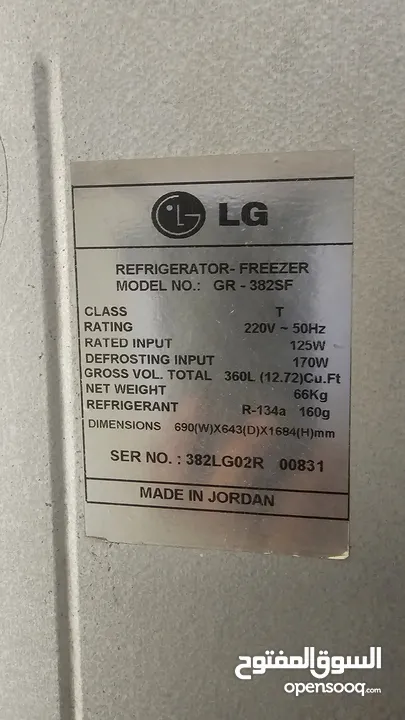 LG
REFRIGERATOR- FREEZER
MODEL NO.: GR - 382SF
CLASS T
RATING 220V ~ 50Hz
RATED INPUT 125W
DEFROSTING INPUT 170W
GROSS VOL. TOTAL 360L (12.72)Cu.Ft
NET WEIGHT 66Kg
REFRIGERANT R-134a 160g
DIMENSIONS 690(W)X643(D)X1684(H)mm
SER NO. : 382LG02R 00831
MADE IN JORDAN
السوق المفتوح
opensooq.com